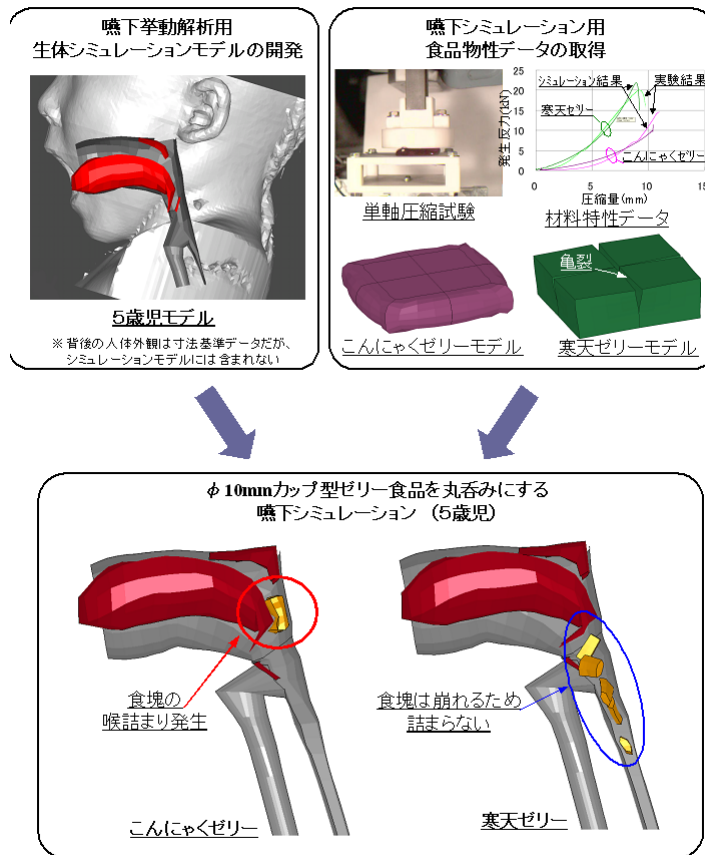 嚥下挙動解析用
生体シミュレーションモデルの開発
5歳児モデル
※ 背後の人体外観は寸法基準データだが、
シミュレーションモデルには含まれない
嚥下シミュレーション用
食品物性データの取得
単軸圧縮試験
発生反力(kN)
25
20
15
10
5
0
0
5
10
15
シミュレーション結果
実験結果
寒天ゼリー
こんにゃくゼリー
圧縮量(mm)
材料特性データ
こんにゃくゼリーモデル
亀裂
寒天ゼリーモデル
φ10mmカップ型ゼリー食品を丸呑みにする
嚥下シミュレーション (5歳児)
食塊の
喉詰まり発生
こんにゃくゼリー
食塊は崩れるため
詰まらない
寒天ゼリー